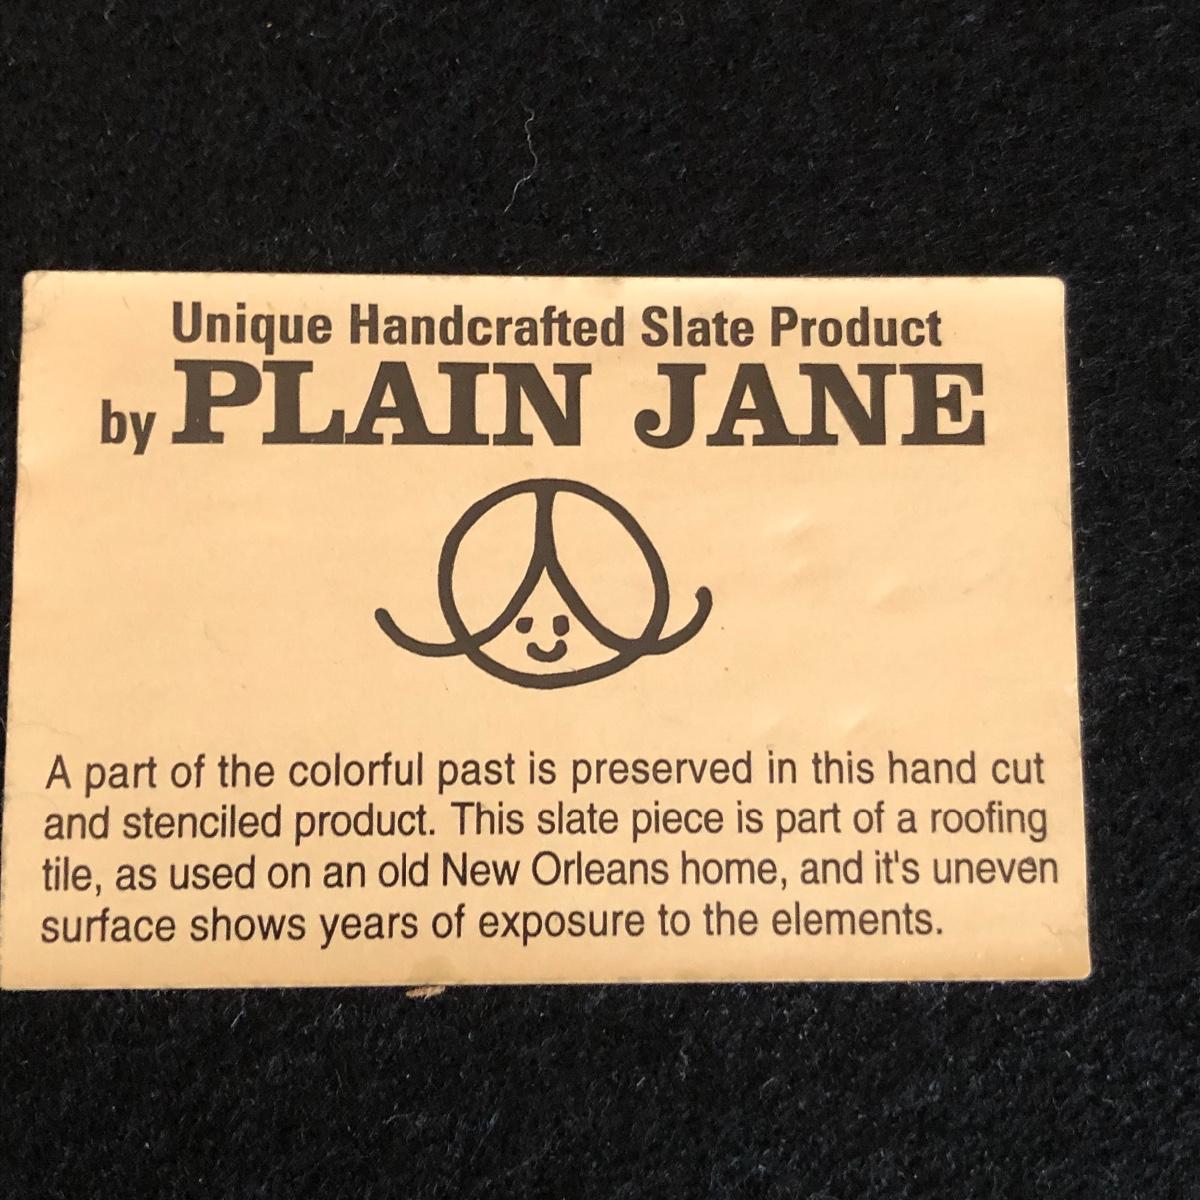 Unique Handcrafted Slate Product
by PLAIN JANE
A part of the colorful past is preserved in this hand cut
and stenciled product. This slate piece is part of a roofing
tile, as used on an old New Orleans home, and it's uneven
surface shows years of exposure to the elements.